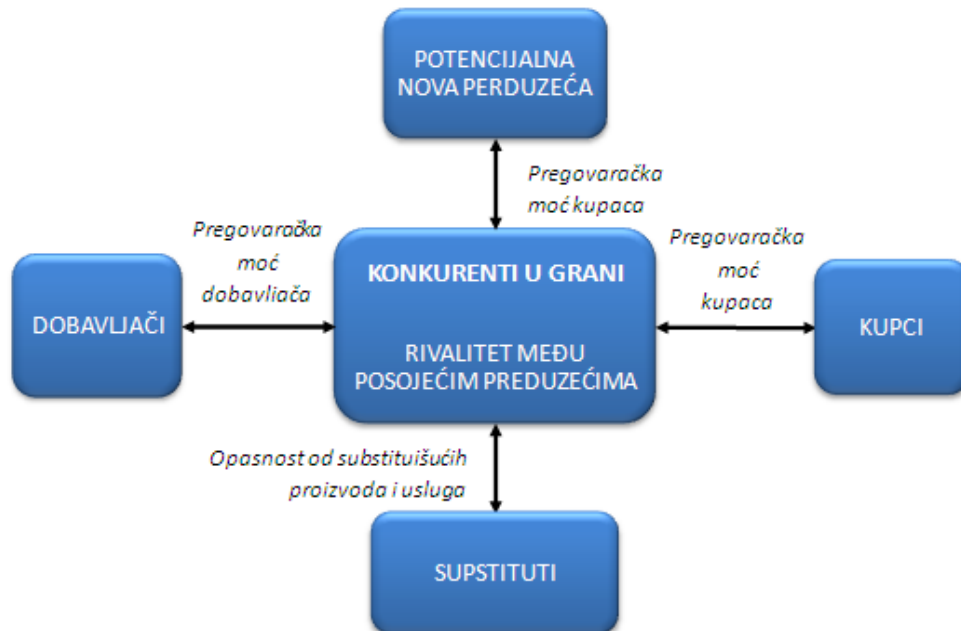 POTENCIJALNA
NOVA PERDUZEĆA
Pregovaračka
moć kupaca
Pregovaračka
moć
dobavliača
Pregovaračka
moć
kupaca
DOBAVLJAČI
KONKURENTI U GRANI
RIVALITET MEĐU
POSOJEĆIM PREDUZEĆIMA
KUPCI
Opasnost od substituišućih
proizvoda i usluga
SUPSTITUTI